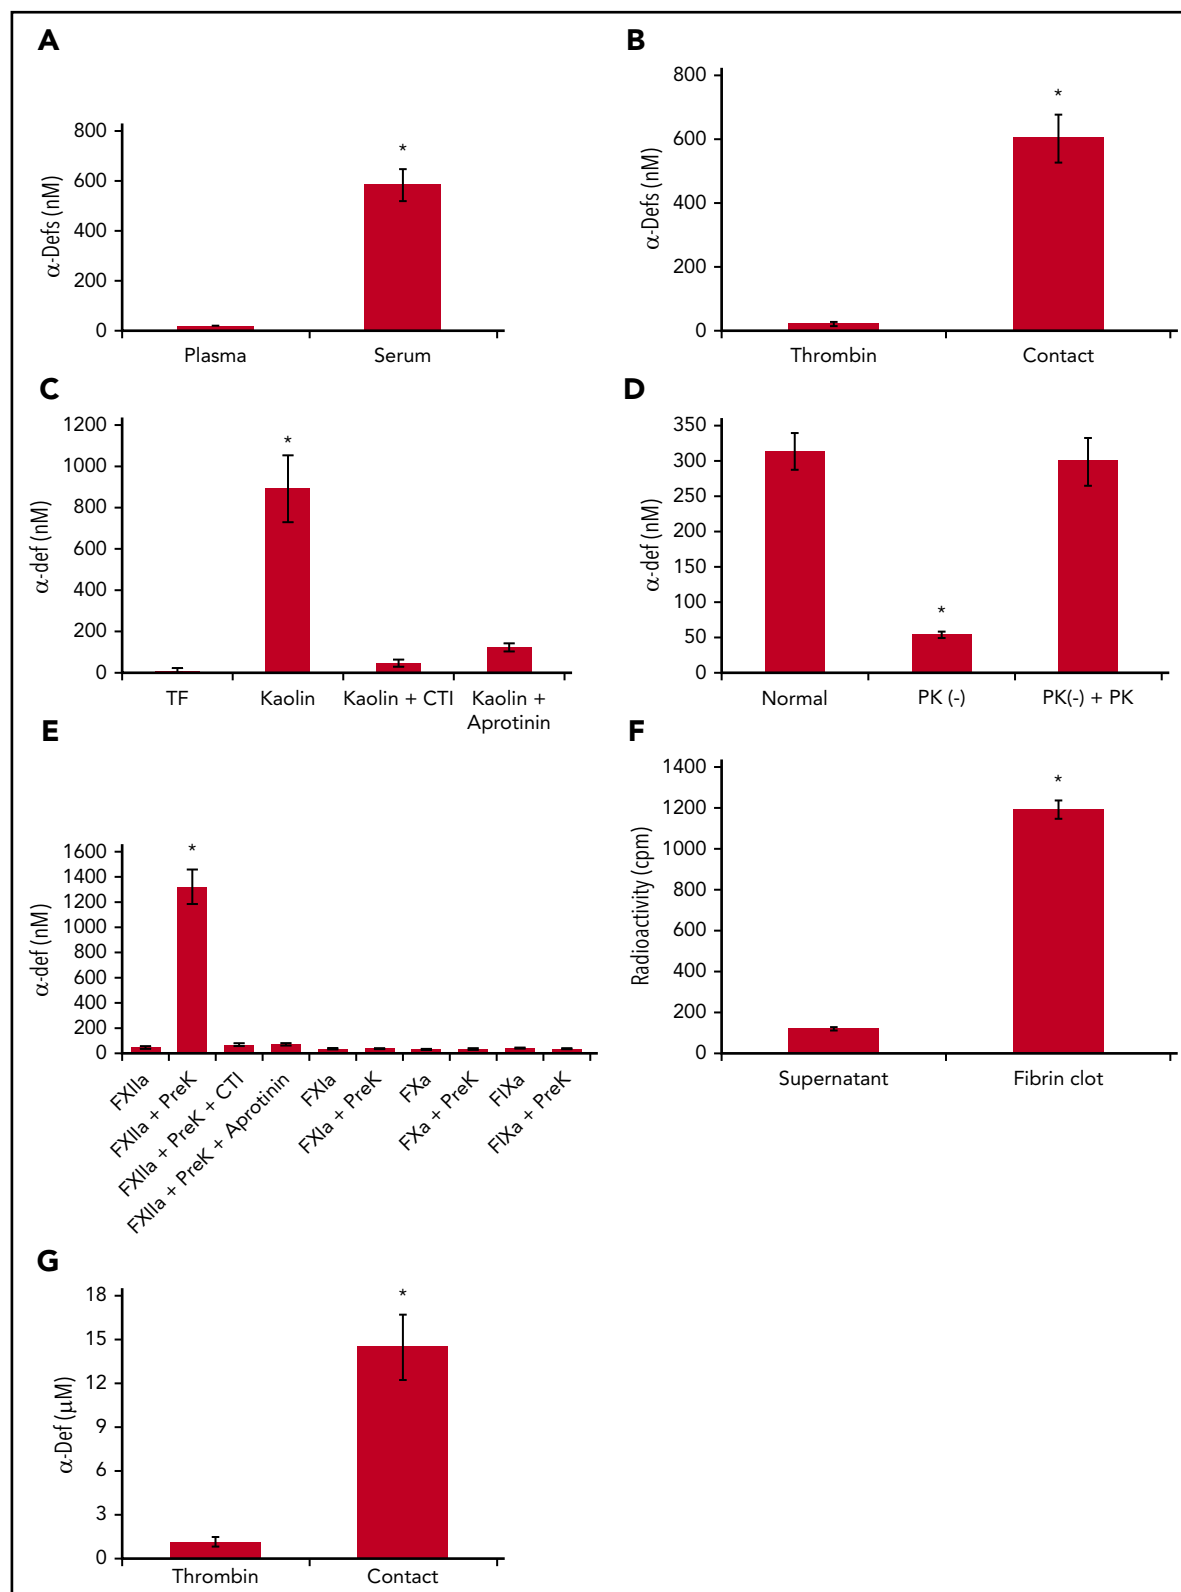 A
α-Defs (nM)
800
600
400
200
0
*
Plasma
Serum
B
α-Defs (nM)
800
600
400
200
0
*
Thrombin
Contact
C
α-def (nM)
1200
1000
800
600
400
200
0
*
TF
Kaolin
Kaolin + CTI
Kaolin +
Aprotinin
D
α-def (nM)
350
300
250
200
150
100
50
0
*
Normal
PK (-)
PK(-) + PK
E
α-def (nM)
1600
1400
1200
1000
800
600
400
200
0
*
FXIIa
FXIIa + PreK
FXIIa + PreK + CTI
FXIIa + PreK + Aprotinin
FXIa
FXIa + PreK
FXa
FXa + PreK
FIXa
FIXa + PreK
F
Radioactivity (cpm)
1400
1200
1000
800
600
400
200
0
*
Supernatant
Fibrin clot
G
α-Def (μM)
18
15
12
9
6
3
0
*
Thrombin
Contact